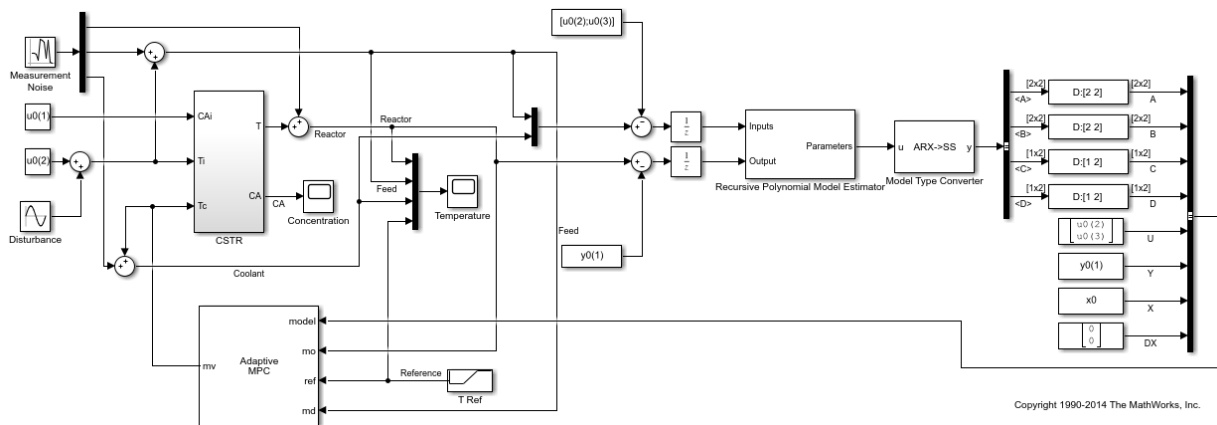 [u0(2);u0(3)]
Measurement
Noise
u0(1)
u0(2)
Disturbance
CAi
T
Ti
CA
Tc
CSTR
Reactor
CA
Concentration
Reactor
Feed
Temperature
Coolant
Feed
y0(1)
1
z
1
z
Inputs
Parameters
Output
Recursive Polynomial Model Estimator
u ARX->SS y
Model Type Converter
[2x2] D:[2 2] [2x2]
<A> A
[2x2] D:[2 2] [2x2]
<B> B
[1x2] D:[1 2] [1x2]
<C> C
[1x2] D:[1 2] [1x2]
<D> D
u0(2)
u0(3)
U
y0(1)
Y
x0
X
0
0
DX
model
Adaptive
MPC
mo
mv
ref
md
Reference
T Ref
Copyright 1990-2014 The MathWorks, Inc.